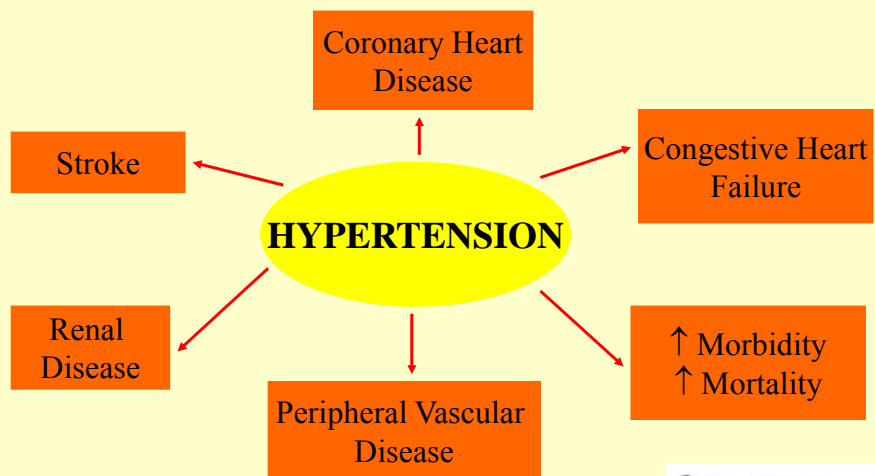 Coronary Heart
Disease
Stroke
Congestive Heart
Failure
HYPERTENSION
Renal
Disease
↑ Morbidity
↑ Mortality
Peripheral Vascular
Disease